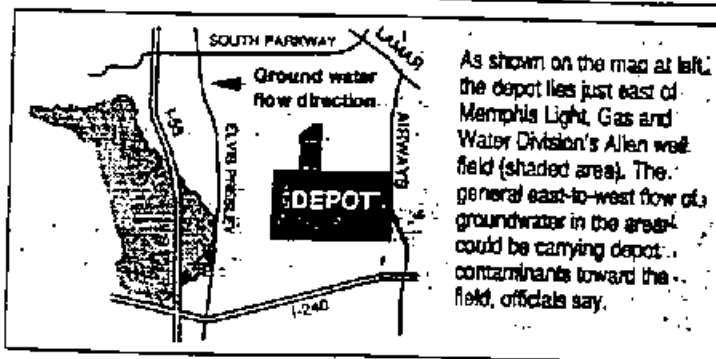 SOUTH PARKWAY
LAMAR
Ground water
flow direction
I-55
ELVIS PRESLEY
AIRWAYS
DEPOT
I-240
As shown on the map at left,
the depot lies just east of
Memphis Light, Gas and
Water Division's Allen well
field (shaded area). The
general east-to-west flow of
groundwater in the area
could be carrying depot
contaminants toward the
field, officials say.